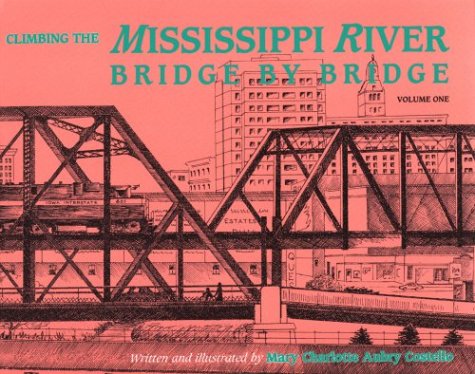 CLIMBING THE MISSISSIPPI RIVER
BRIDGE BY BRIDGE
VOLUME ONE
IOWA INTERSTATE
ESTATE
QUE
Written and illustrated by Mary Charlotte Aubry Costello